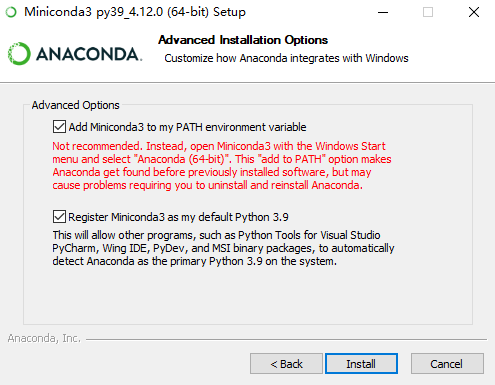 Miniconda3 py39_4.12.0 (64-bit) Setup
Advanced Installation Options
Customize how Anaconda integrates with Windows
ANACONDA.
Advanced Options
Add Miniconda3 to my PATH environment variable
Not recommended. Instead, open Miniconda3 with the Windows Start
menu and select "Anaconda (64-bit)". This "add to PATH" option makes
Anaconda get found before previously installed software, but may
cause problems requiring you to uninstall and reinstall Anaconda.
Register Miniconda3 as my default Python 3.9
This will allow other programs, such as Python Tools for Visual Studio
PyCharm, Wing IDE, PyDev, and MSI binary packages, to automatically
detect Anaconda as the primary Python 3.9 on the system.
Anaconda, Inc.
< Back
Install
Cancel